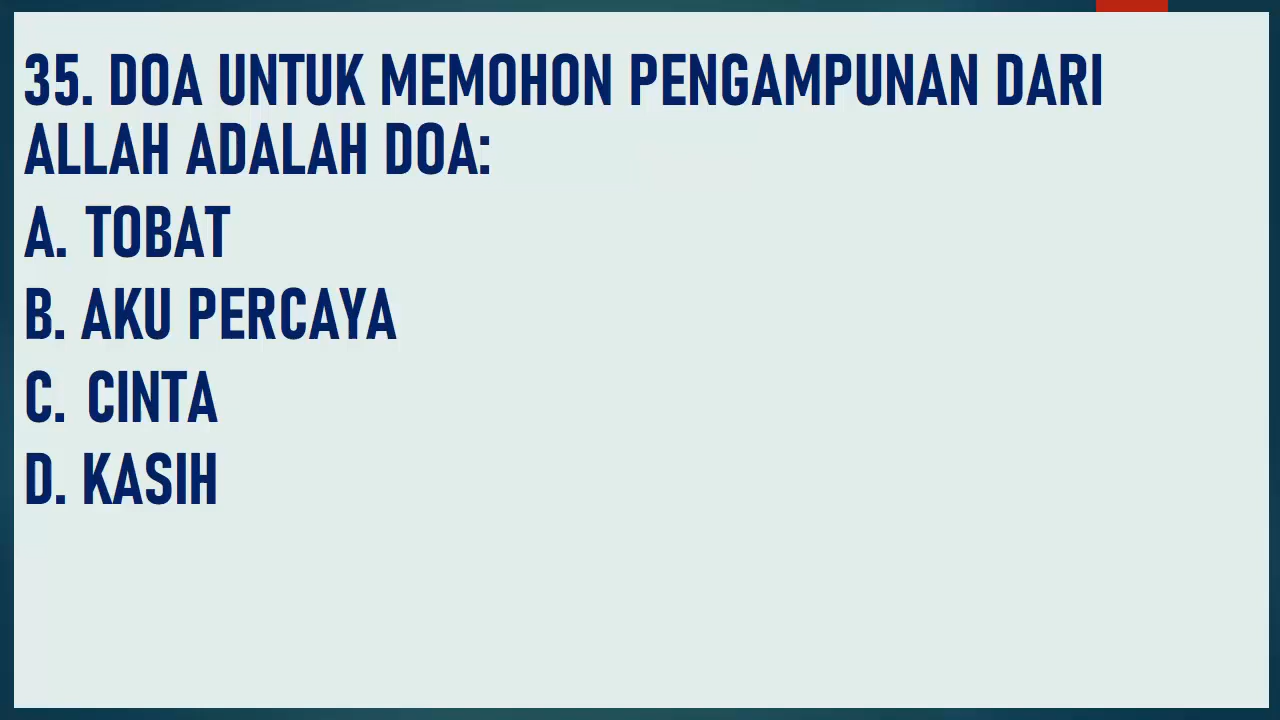 35. DOA UNTUK MEMOHON PENGAMPUNAN DARI
ALLAH ADALAH DOA:
A. TOBAT
B. AKU PERCAYA
C. CINTA
D. KASIH